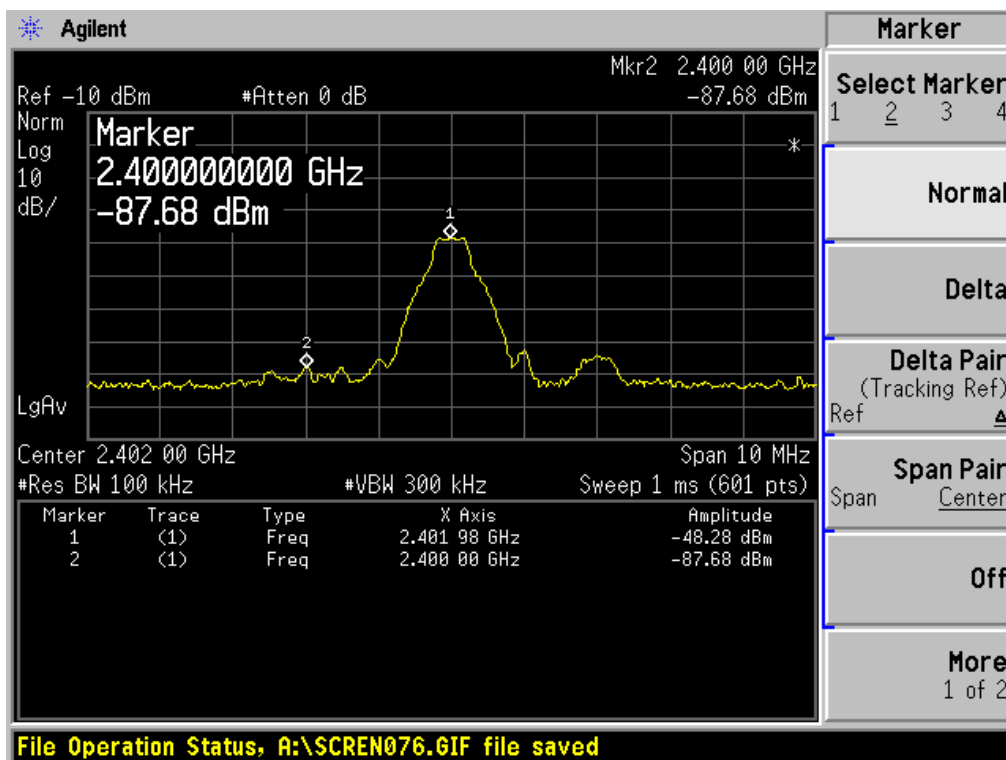 Agilent
Mkr2 2.400 00 GHz
Ref -10 dBm #Atten 0 dB -87.68 dBm
Norm
Log
10
dB/
Marker
2.400000000 GHz
-87.68 dBm
*
1
2
LgAv
Center 2.402 00 GHz Span 10 MHz
#Res BW 100 kHz #VBW 300 kHz Sweep 1 ms (601 pts)
Marker Trace Type X Axis Amplitude
1 (1) Freq 2.401 98 GHz -48.28 dBm
2 (1) Freq 2.400 00 GHz -87.68 dBm
File Operation Status, A:\SCREN076.GIF file saved
Marker
Select Marker
1 2 3 4
Normal
Delta
Delta Pair
(Tracking Ref)
Ref Δ
Span Pair
Span Center
Off
More
1 of 2